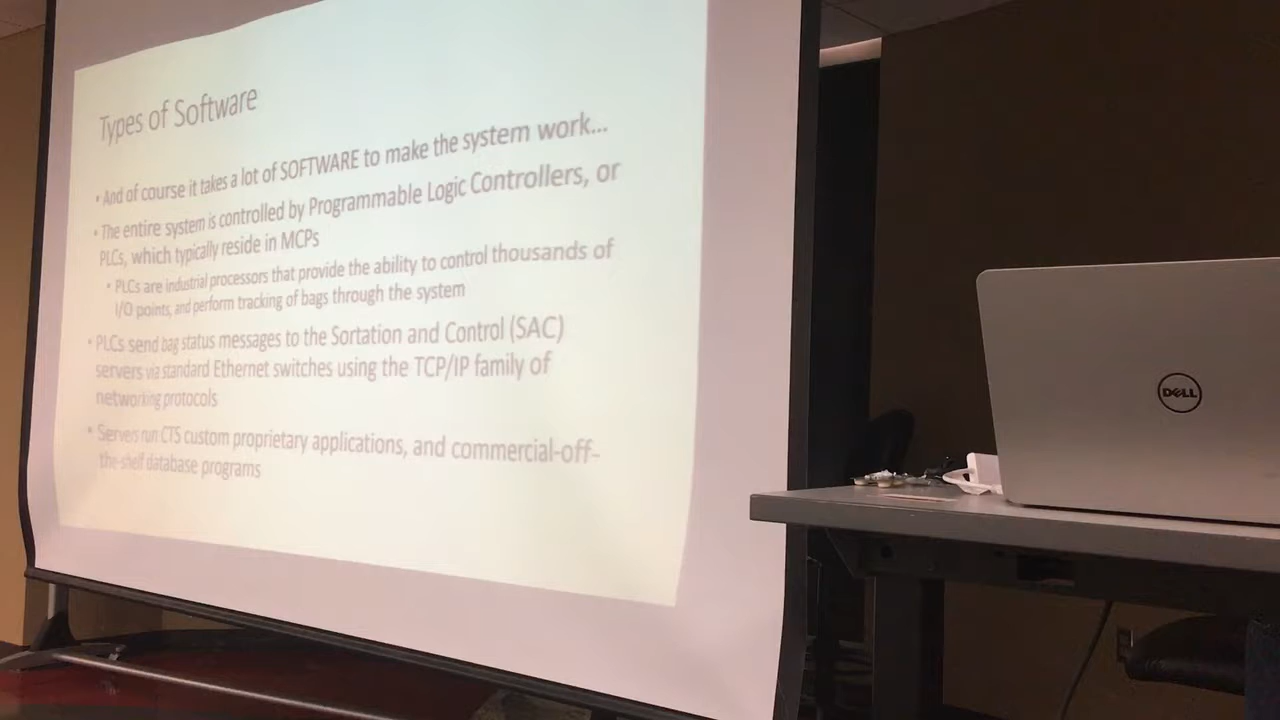 Types of Software
• And of course it takes a lot of SOFTWARE to make the system work...
• The entire system is controlled by Programmable Logic Controllers, or
PLCs, which typically reside in MCPs
• PLCs are industrial processors that provide the ability to control thousands of
I/O points, and perform tracking of bags through the system
• PLCs send bag status messages to the Sortation and Control (SAC)
servers via standard Ethernet switches using the TCP/IP family of
networking protocols
• Servers run CTS custom proprietary applications, and commercial-off-
the-shelf database programs
DELL